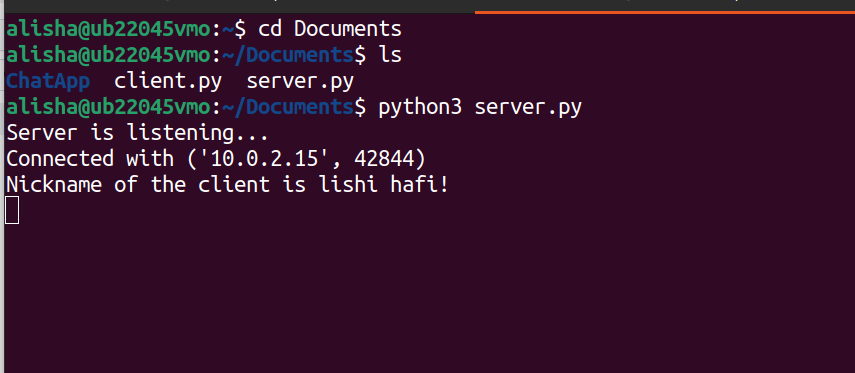 alisha@ub22045vmo:~$ cd Documents
alisha@ub22045vmo:~/Documents$ ls
ChatApp  client.py  server.py
alisha@ub22045vmo:~/Documents$ python3 server.py
Server is listening...
Connected with ('10.0.2.15', 42844)
Nickname of the client is lishi hafi!